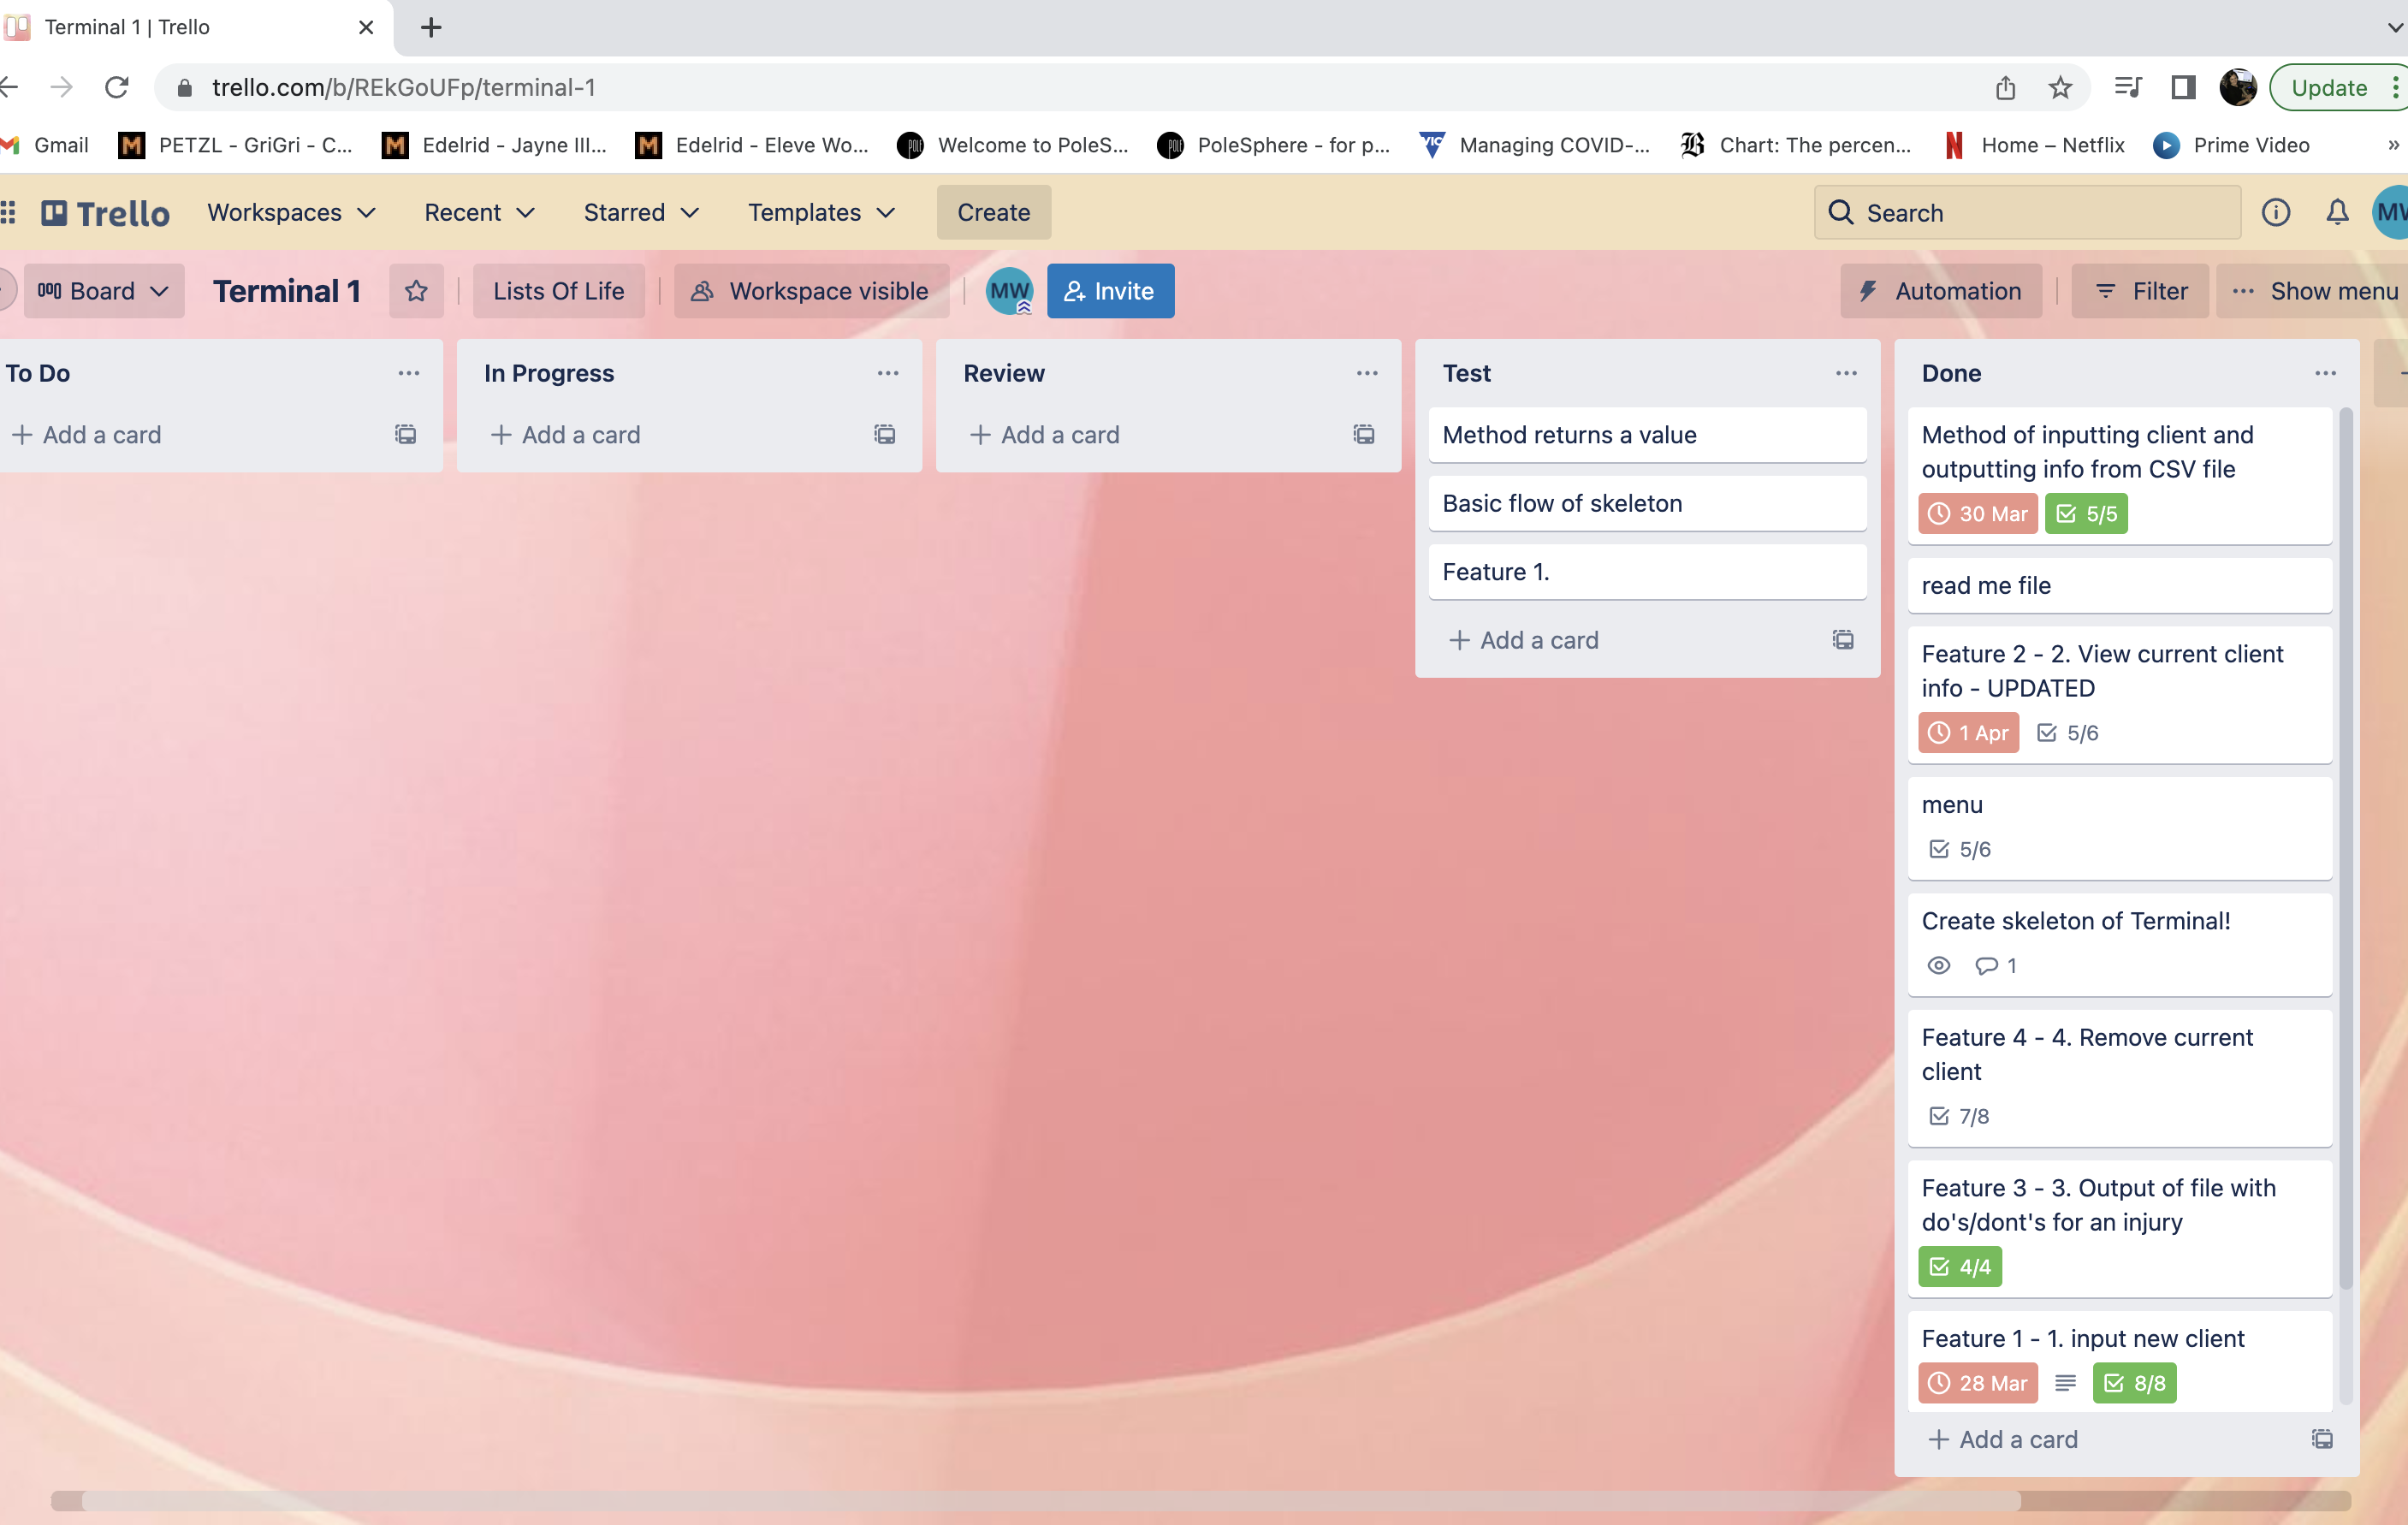 Terminal 1 | Trello
trello.com/b/REkGoUFp/terminal-1
Update
Gmail
PETZL - GriGri - C...
Edelrid - Jayne III...
Edelrid - Eleve Wo...
Welcome to PoleS...
PoleSphere - for p...
Managing COVID-...
Chart: The percen...
Home – Netflix
Prime Video
Trello
Workspaces
Recent
Starred
Templates
Create
Search
Board
Terminal 1
Lists Of Life
Workspace visible
MW
Invite
Automation
Filter
Show menu
To Do
Add a card
In Progress
Add a card
Review
Add a card
Test
Method returns a value
Basic flow of skeleton
Feature 1.
Add a card
Done
Method of inputting client and
outputting info from CSV file
30 Mar 5/5
read me file
Feature 2 - 2. View current client
info - UPDATED
1 Apr 5/6
menu
5/6
Create skeleton of Terminal!
1
Feature 4 - 4. Remove current
client
7/8
Feature 3 - 3. Output of file with
do's/dont's for an injury
4/4
Feature 1 - 1. input new client
28 Mar 8/8
Add a card